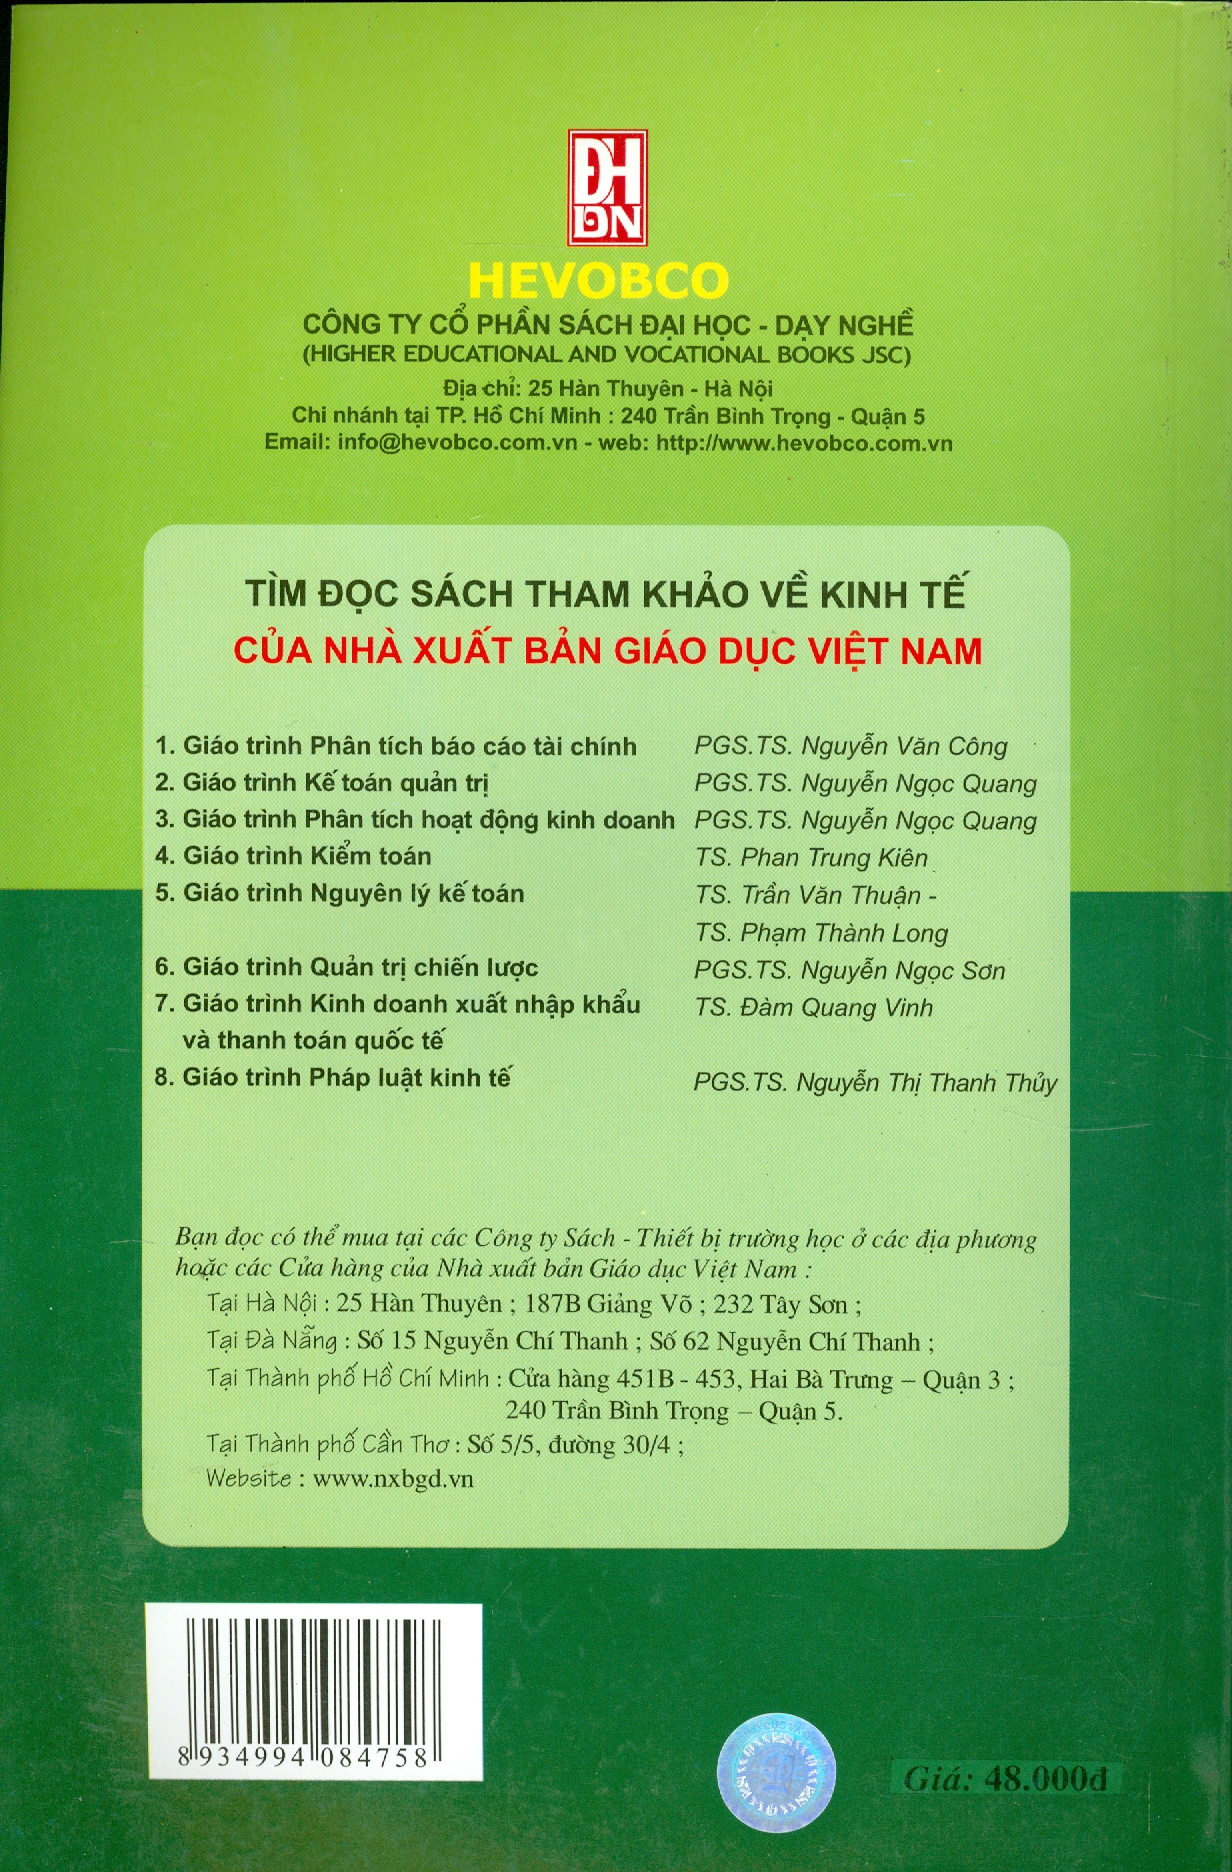 ĐH
DN
HEVOBCO
CÔNG TY CỔ PHẦN SÁCH ĐẠI HỌC - DẠY NGHỀ
(HIGHER EDUCATIONAL AND VOCATIONAL BOOKS JSC)
Địa chỉ: 25 Hàn Thuyên - Hà Nội
Chi nhánh tại TP. Hồ Chí Minh : 240 Trần Bình Trọng - Quận 5
Email: info@hevobco.com.vn - web: http://www.hevobco.com.vn
TÌM ĐỌC SÁCH THAM KHẢO VỀ KINH TẾ
CỦA NHÀ XUẤT BẢN GIÁO DỤC VIỆT NAM
1. Giáo trình Phân tích báo cáo tài chính PGS.TS. Nguyễn Văn Công
2. Giáo trình Kế toán quản trị PGS.TS. Nguyễn Ngọc Quang
3. Giáo trình Phân tích hoạt động kinh doanh PGS.TS. Nguyễn Ngọc Quang
4. Giáo trình Kiểm toán TS. Phan Trung Kiên
5. Giáo trình Nguyên lý kế toán TS. Trần Văn Thuận -
TS. Phạm Thành Long
6. Giáo trình Quản trị chiến lược PGS.TS. Nguyễn Ngọc Sơn
7. Giáo trình Kinh doanh xuất nhập khẩu TS. Đàm Quang Vinh
và thanh toán quốc tế
8. Giáo trình Pháp luật kinh tế PGS.TS. Nguyễn Thị Thanh Thủy
Bạn đọc có thể mua tại các Công ty Sách - Thiết bị trường học ở các địa phương
hoặc các Cửa hàng của Nhà xuất bản Giáo dục Việt Nam :
Tại Hà Nội : 25 Hàn Thuyên ; 187B Giảng Võ ; 232 Tây Sơn ;
Tại Đà Nẵng : Số 15 Nguyễn Chí Thanh ; Số 62 Nguyễn Chí Thanh ;
Tại Thành phố Hồ Chí Minh : Cửa hàng 451B - 453, Hai Bà Trưng – Quận 3 ;
240 Trần Bình Trọng – Quận 5.
Tại Thành phố Cần Thơ : Số 5/5, đường 30/4 ;
Website : www.nxbgd.vn
8 934994 084758
Giá: 48.000đ